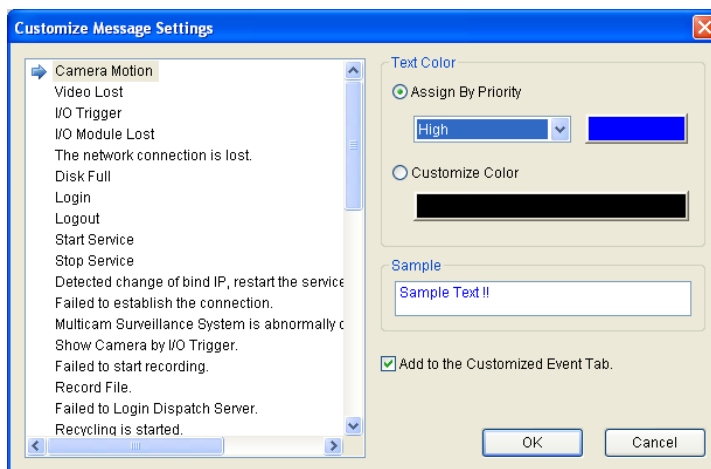 Customize Message Settings
Camera Motion
Video Lost
I/O Trigger
I/O Module Lost
The network connection is lost.
Disk Full
Login
Logout
Start Service
Stop Service
Detected change of bind IP, restart the service
Failed to establish the connection.
Multicam Surveillance System is abnormally
Show Camera by I/O Trigger.
Failed to start recording.
Record File.
Failed to Login Dispatch Server.
Recycling is started.
Text Color
Assign By Priority
High
Customize Color
Sample
Sample Text !!
Add to the Customized Event Tab.
OK
Cancel